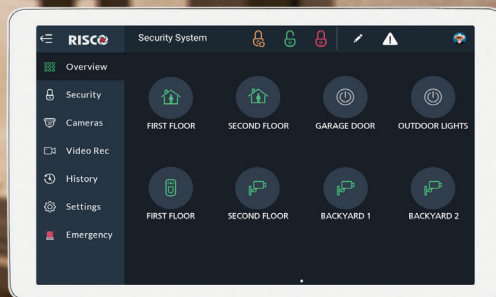 RISCO
Security System
Overview
Security
Cameras
Video Rec
History
Settings
Emergency
FIRST FLOOR
SECOND FLOOR
GARAGE DOOR
OUTDOOR LIGHTS
FIRST FLOOR
SECOND FLOOR
BACKYARD 1
BACKYARD 2